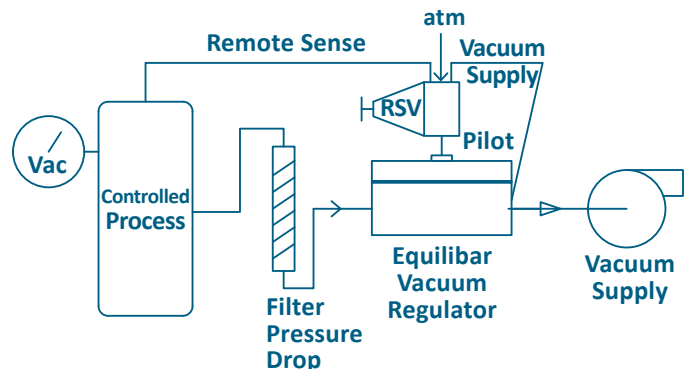 atm
Remote Sense
Vacuum
Supply
RSV
Pilot
Vac
Controlled
Process
Equilibar
Vacuum
Regulator
Vacuum
Supply
Filter
Pressure
Drop